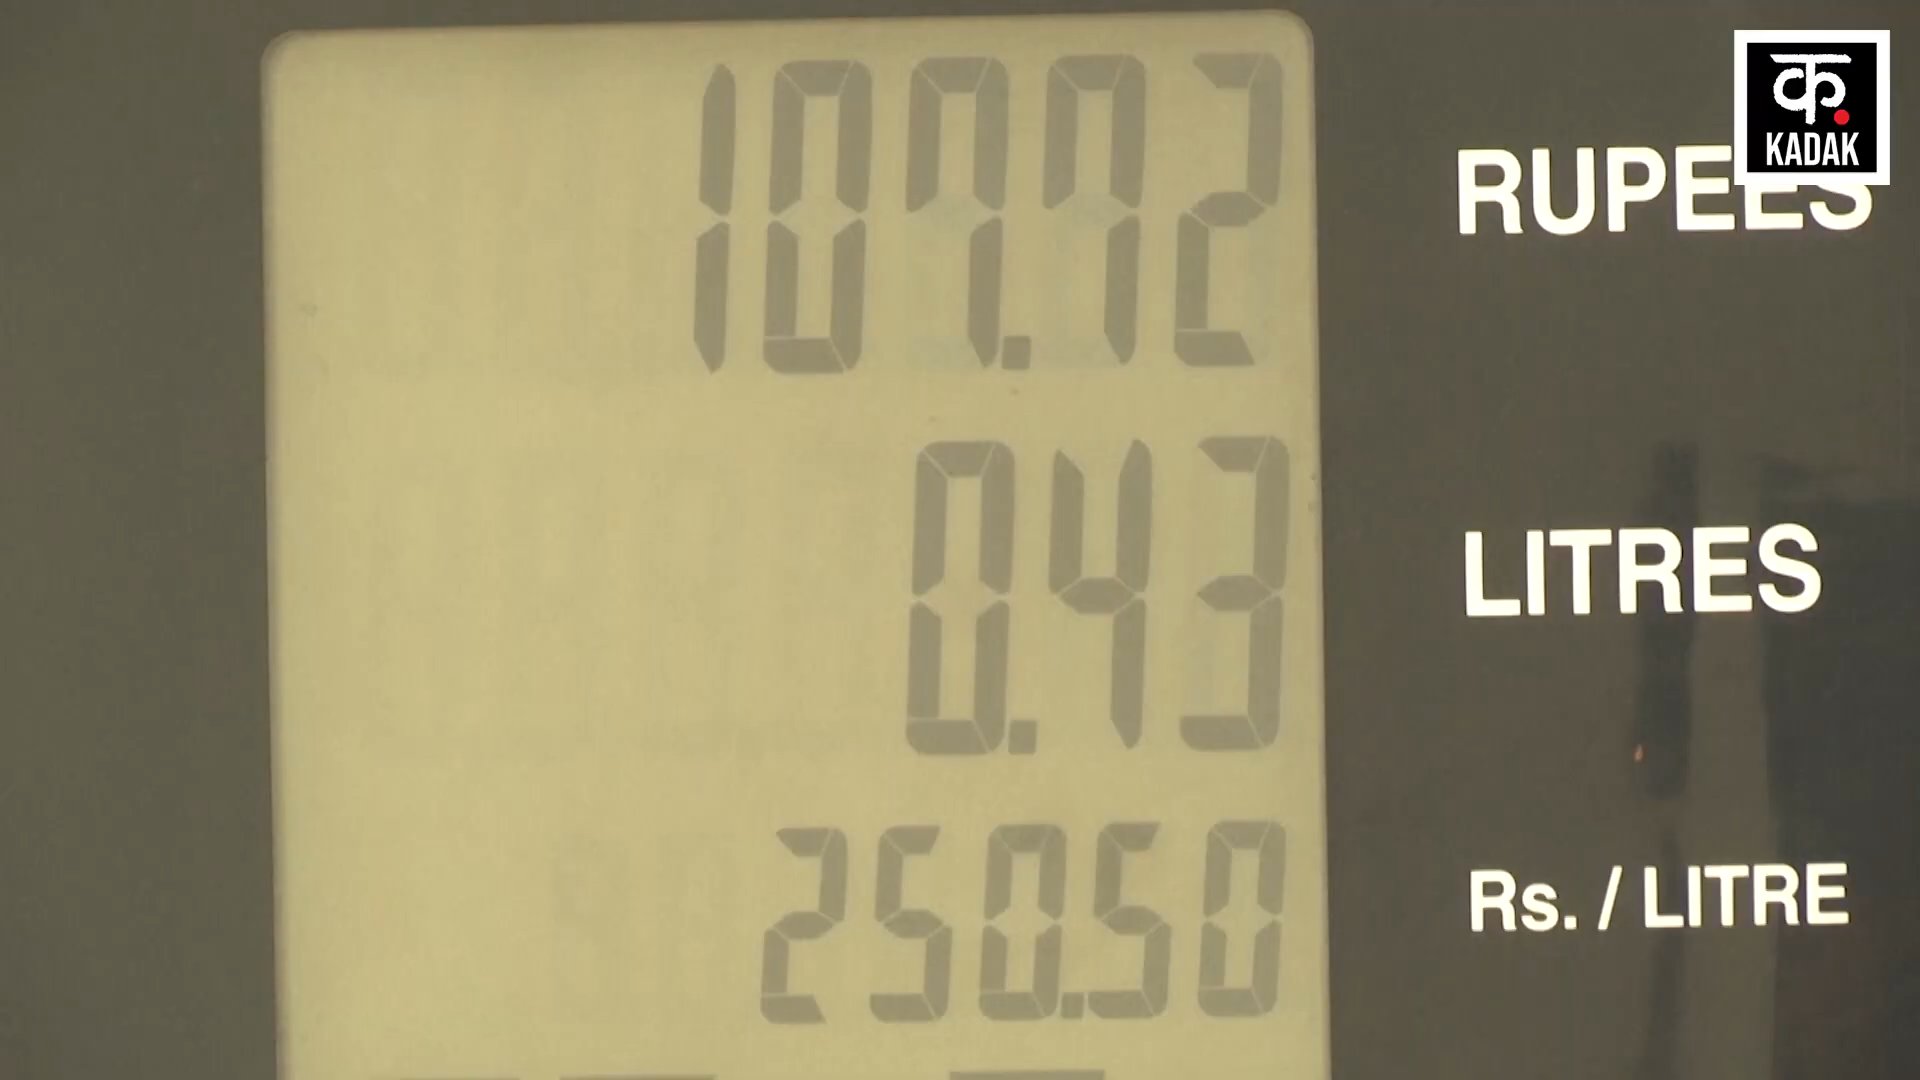 107.72
RUPEES
0.43
LITRES
250.50
Rs. / LITRE
क.
KADAK